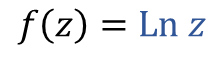 f(z) = Ln z